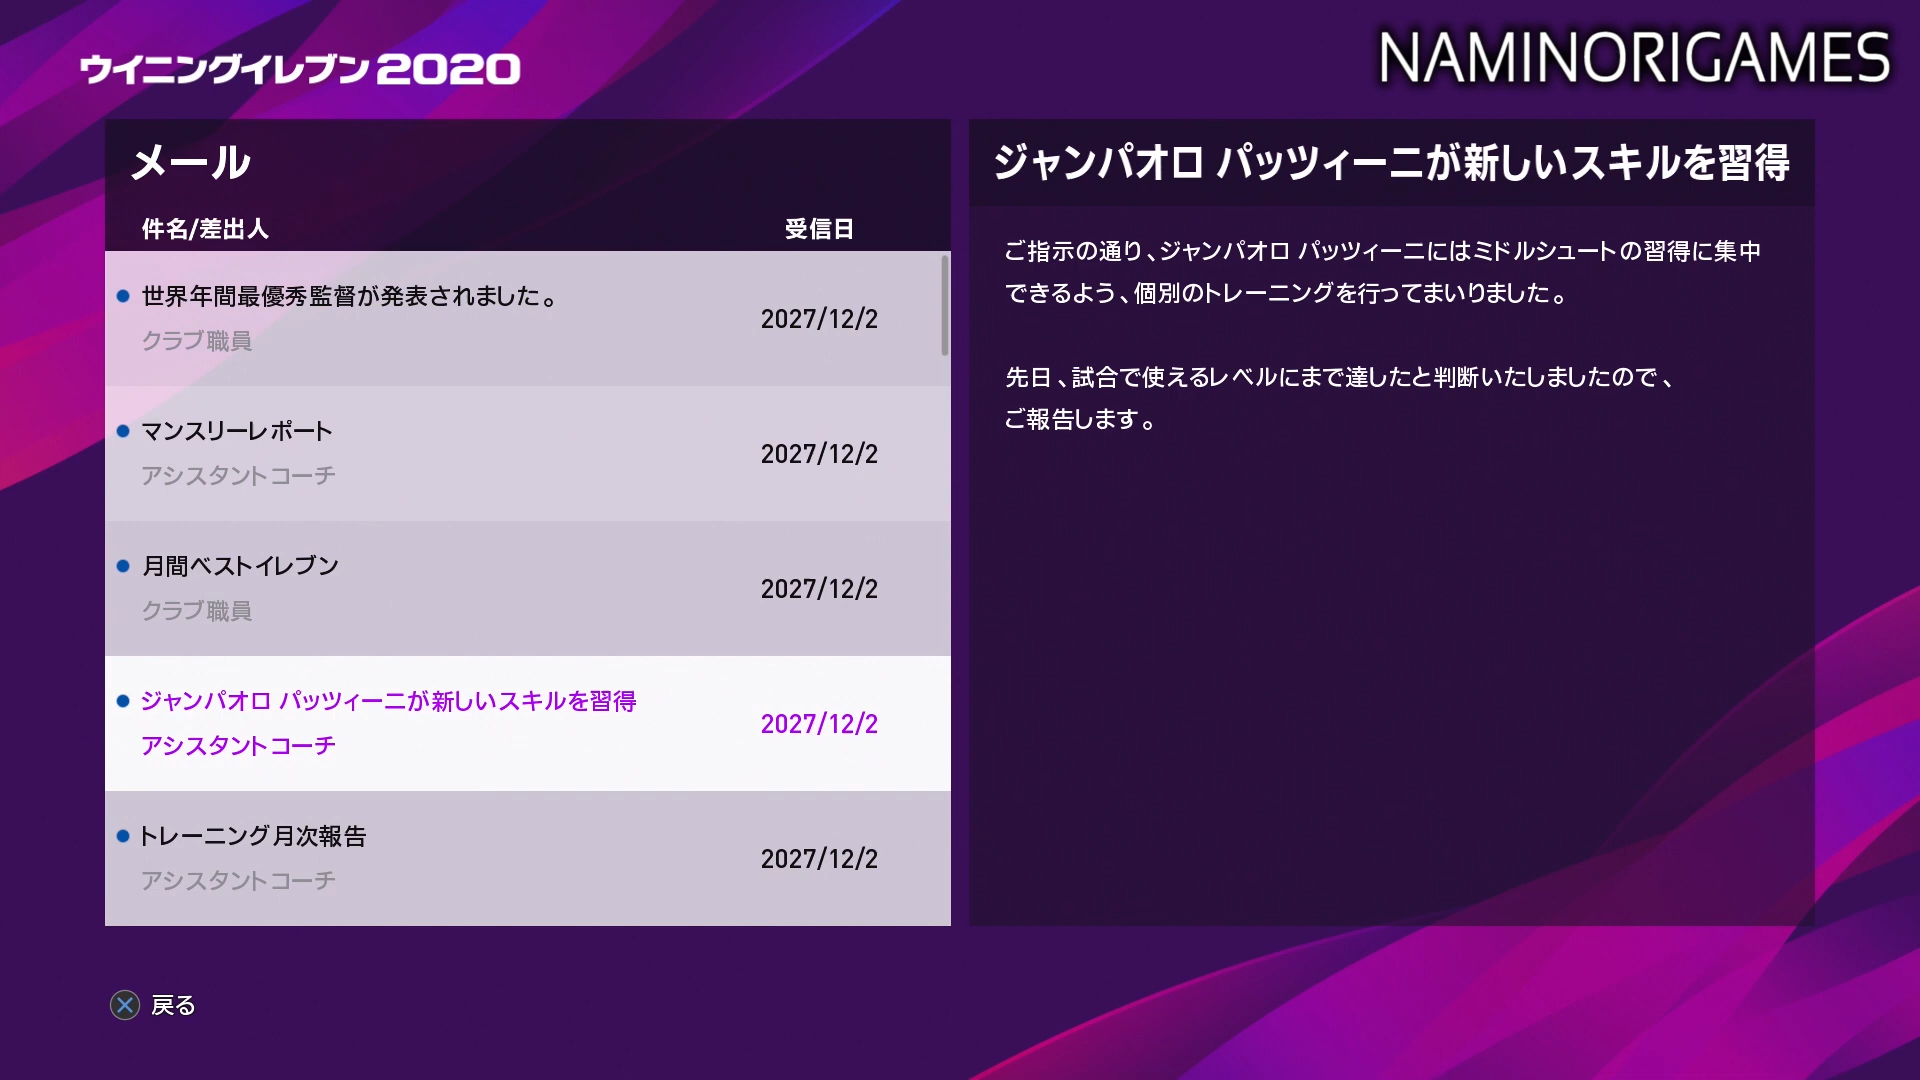 ウイニングイレブン2020
NAMINORIGAMES
メール
件名/差出人 受信日
世界年間最優秀監督が発表されました。
クラブ職員
2027/12/2
マンスリーレポート
アシスタントコーチ
2027/12/2
月間ベストイレブン
クラブ職員
2027/12/2
ジャンパオロ パッツィーニが新しいスキルを習得
アシスタントコーチ
2027/12/2
トレーニング月次報告
アシスタントコーチ
2027/12/2
ジャンパオロ パッツィーニが新しいスキルを習得
ご指示の通り、ジャンパオロ パッツィーニにはミドルシュートの習得に集中
できるよう、個別のトレーニングを行ってまいりました。
先日、試合で使えるレベルにまで達したと判断いたしましたので、
ご報告します。
戻る